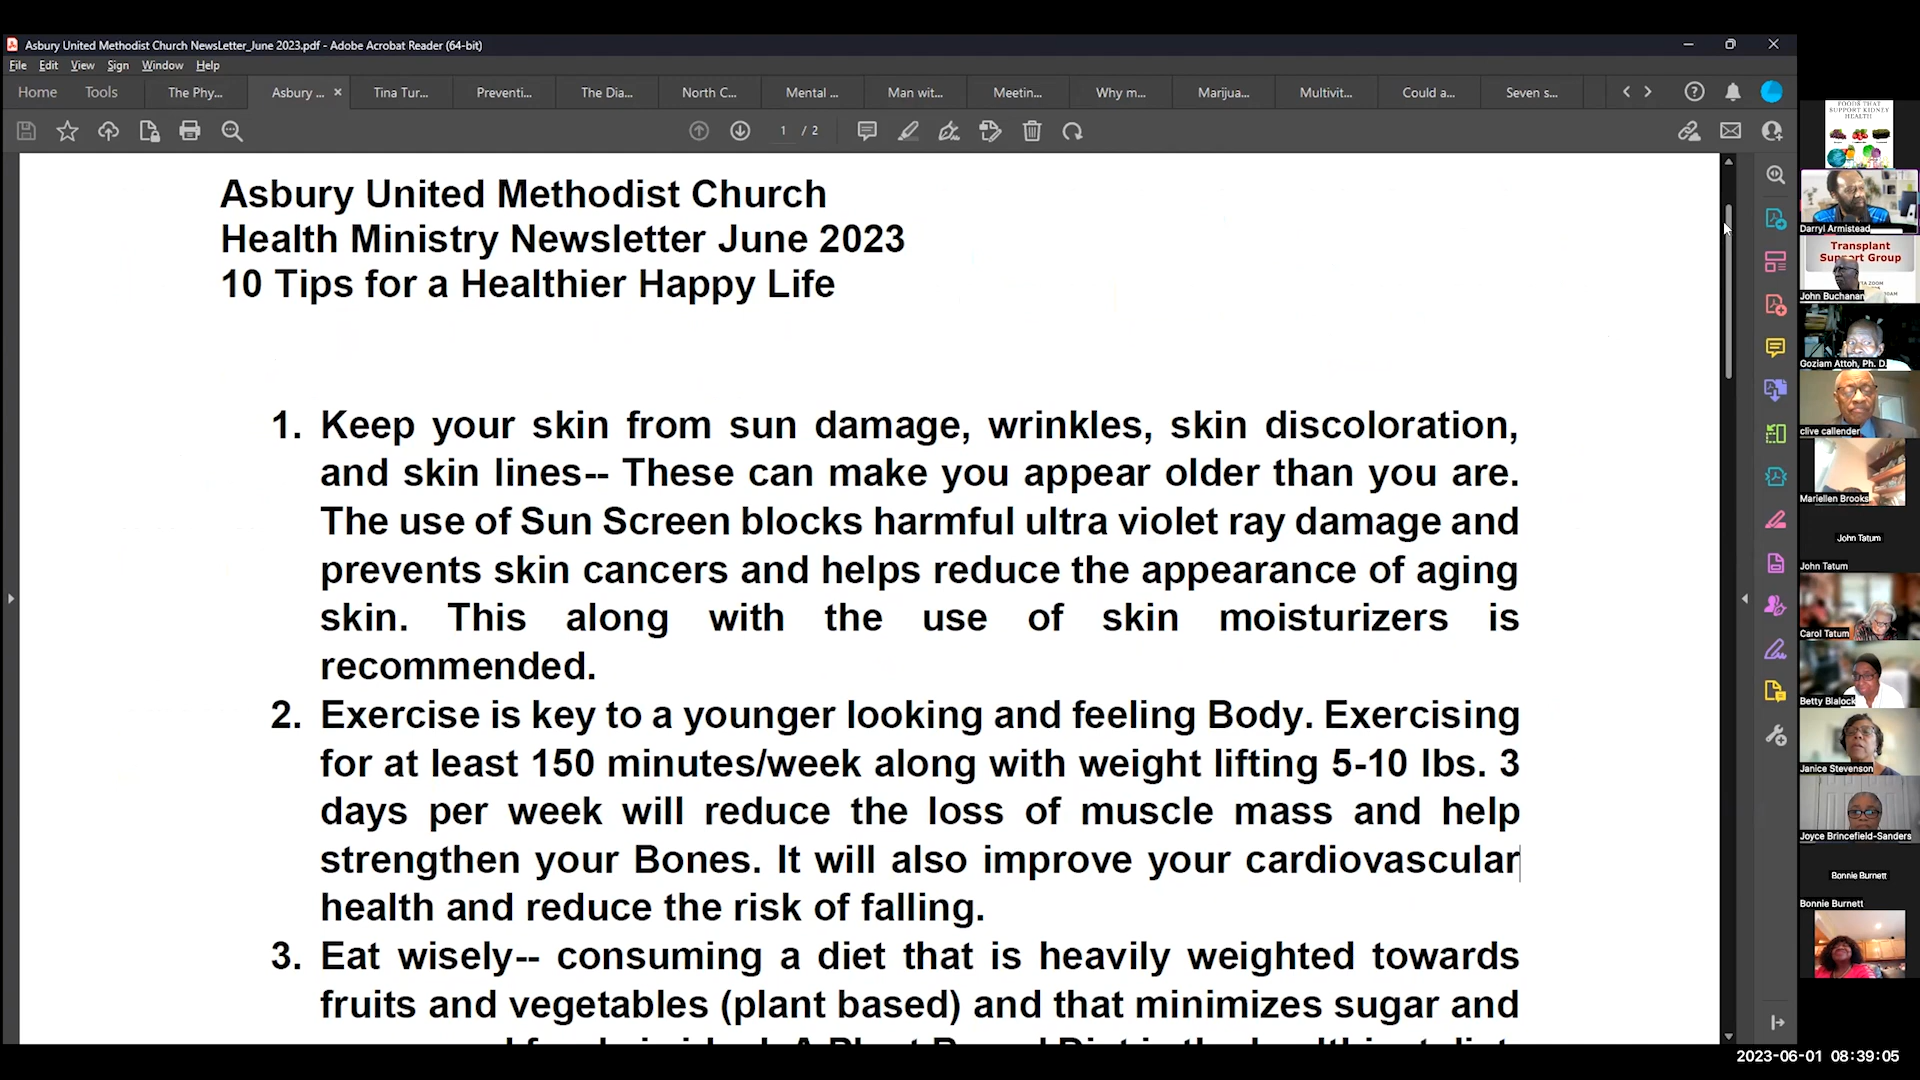 Asbury United Methodist Church NewsLetter_June 2023.pdf - Adobe Acrobat Reader (64-bit)
File Edit View Sign Window Help
Home Tools The Phy... Asbury ... Tina Tur... Preventi... The Dia... North C... Mental ... Man wit... Meetin... Why m... Marijua... Multivit... Could a... Seven s...
1 / 2
Asbury United Methodist Church
Health Ministry Newsletter June 2023
10 Tips for a Healthier Happy Life
1. Keep your skin from sun damage, wrinkles, skin discoloration,
and skin lines-- These can make you appear older than you are.
The use of Sun Screen blocks harmful ultra violet ray damage and
prevents skin cancers and helps reduce the appearance of aging
skin. This along with the use of skin moisturizers is
recommended.
2. Exercise is key to a younger looking and feeling Body. Exercising
for at least 150 minutes/week along with weight lifting 5-10 lbs. 3
days per week will reduce the loss of muscle mass and help
strengthen your Bones. It will also improve your cardiovascular
health and reduce the risk of falling.
3. Eat wisely-- consuming a diet that is heavily weighted towards
fruits and vegetables (plant based) and that minimizes sugar and
FOODS THAT
SUPPORT KIDNEY
HEALTH
Darryl Armistead
Transplant
Support Group
ZOOM
John Buchanan
Goziam Attoh, Ph. D.
clive callender
Mariellen Brooks
John Tatum
John Tatum
Carol Tatum
Betty Blalock
Janice Stevenson
Joyce Brincefield-Sanders
Bonnie Burnett
Bonnie Burnett
2023-06-01 08:39:05